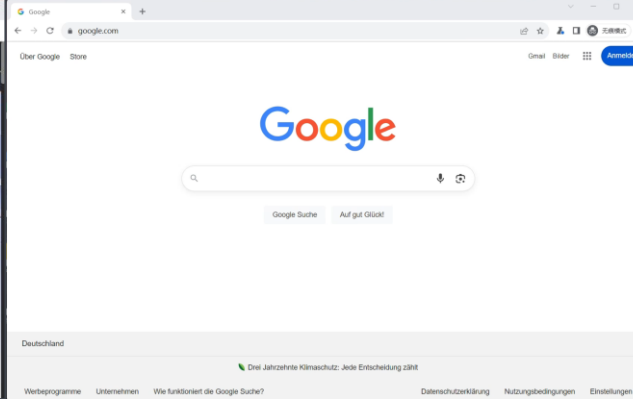 Google
google.com
无痕模式
Über Google Store
Gmail Bilder
Anmelde
Google
Google Suche Auf gut Glück!
Deutschland
Drei Jahrzehnte Klimaschutz: Jede Entscheidung zählt
Werbeprogramme Unternehmen Wie funktioniert die Google Suche? Datenschutzerklärung Nutzungsbedingungen Einstellungen